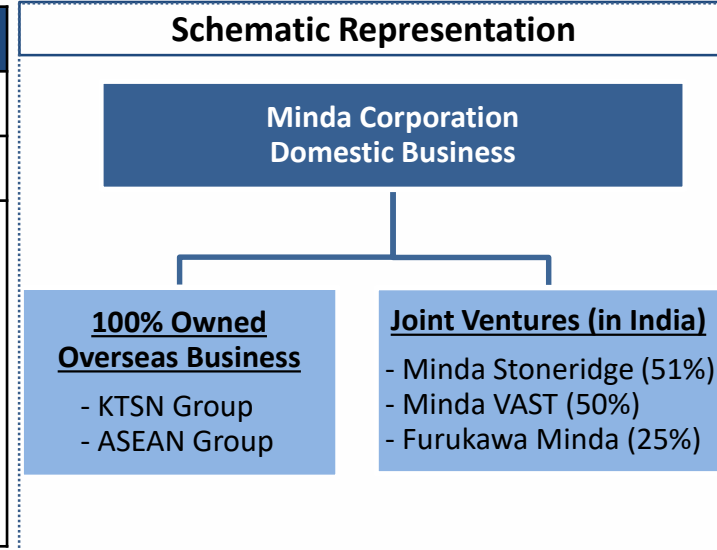 Schematic Representation
Minda Corporation
Domestic Business
100% Owned
Overseas Business
- KTSN Group
- ASEAN Group
Joint Ventures (in India)
- Minda Stoneridge (51%)
- Minda VAST (50%)
- Furukawa Minda (25%)